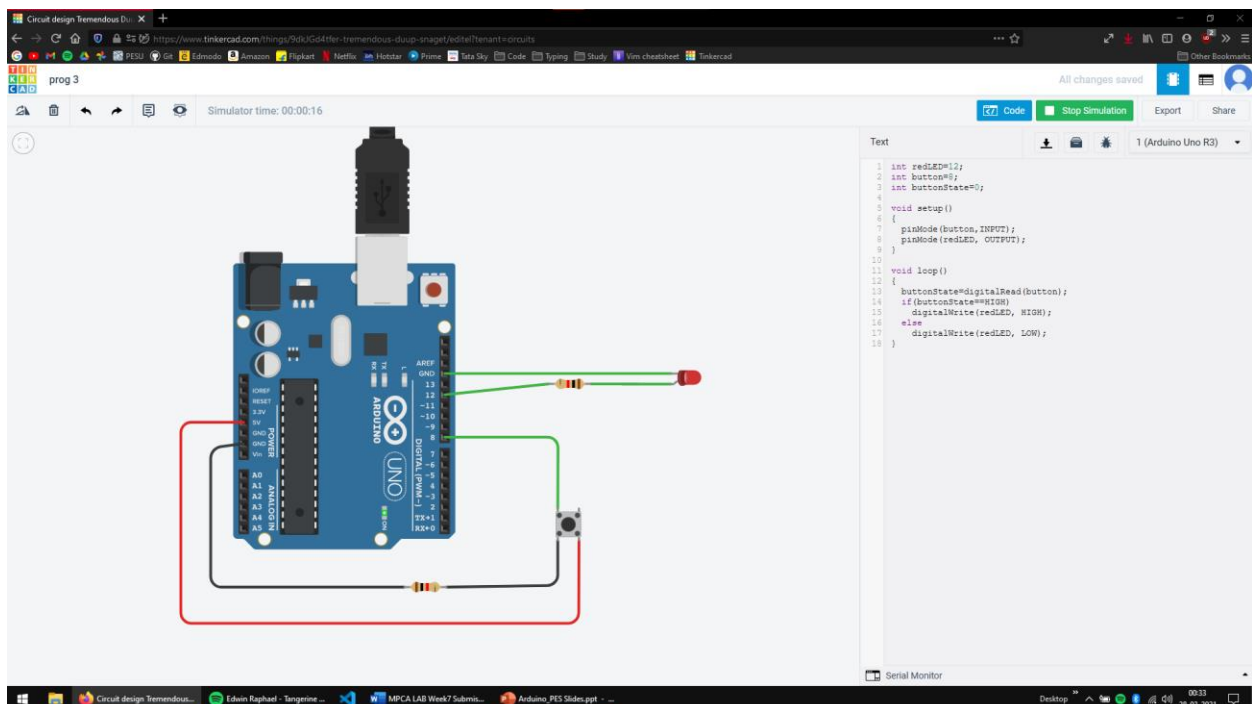 Circuit design Tremendous Du
https://www.tinkercad.com/things/9dkJGd4tfer-tremendous-duup-snaget/editel?tenant=circuits
PESU Git Edmodo Amazon Flipkart Netflix Hotstar Prime Tata Sky Code Typing Study Vim cheatsheet Tinkercad Other Bookmarks
TIN
KER
CAD
prog 3
All changes saved
Simulator time: 00:00:16
Code Stop Simulation Export Share
Text
1 (Arduino Uno R3)
1 int redLED=12;
2 int button=8;
3 int buttonState=0;
4
5 void setup()
6 {
7 pinMode(button,INPUT);
8 pinMode(redLED, OUTPUT);
9 }
10
11 void loop()
12 {
13 buttonState=digitalRead(button);
14 if(buttonState==HIGH)
15 digitalWrite(redLED, HIGH);
16 else
17 digitalWrite(redLED, LOW);
18 }
AREF
GND
13
12
~11
~10
~9
8
7
~6
~5
4
~3
2
TX→1
RX←0
DIGITAL (PWM~)
RX
TX
L
ARDUINO
UNO
ON
IOREF
RESET
3.3V
5V
GND
GND
Vin
POWER
A0
A1
A2
A3
A4
A5
ANALOG IN
Serial Monitor
Circuit design Tremendous... Edwin Raphael - Tangerine ... MPCA LAB Week7 Submis... Arduino_PES Slides.ppt - ...
Desktop
00:33